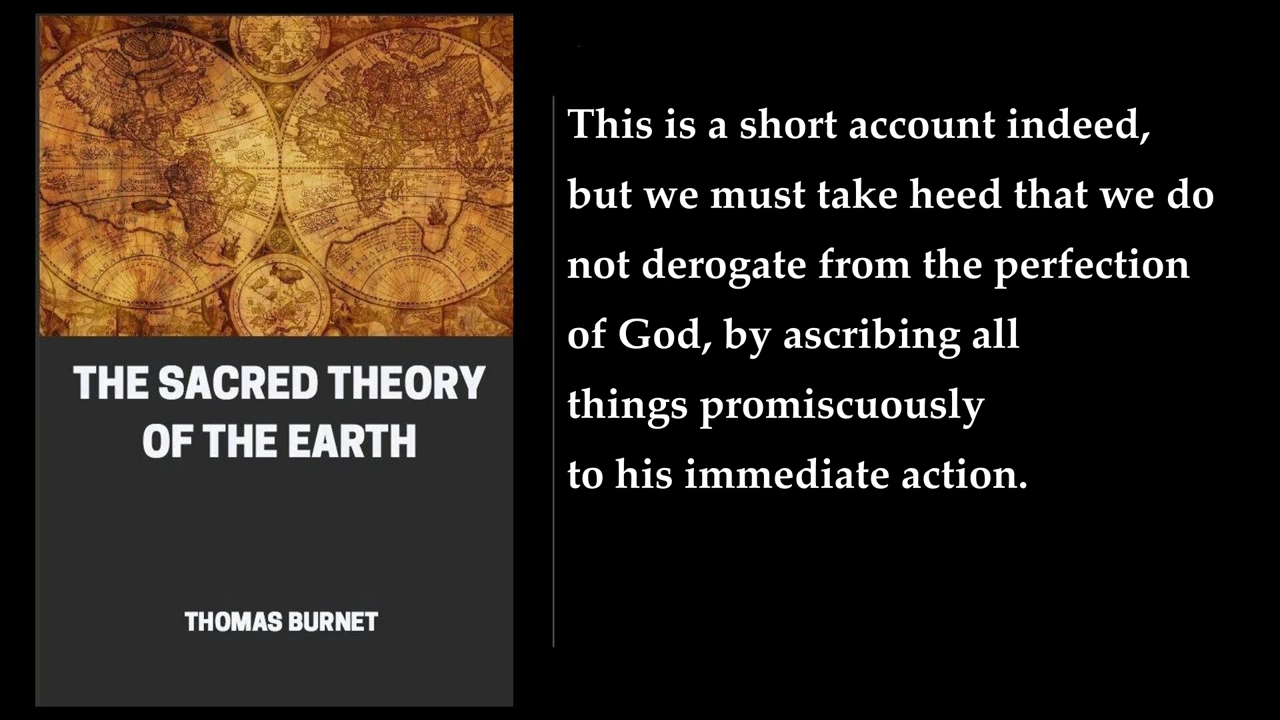 THE SACRED THEORY
OF THE EARTH
THOMAS BURNET
This is a short account indeed,
but we must take heed that we do
not derogate from the perfection
of God, by ascribing all
things promiscuously
to his immediate action.